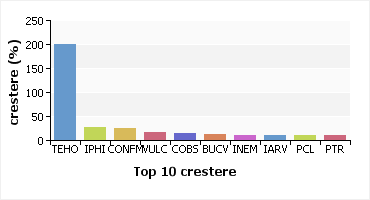 250
200
150
100
50
0
crestere (%)
TEHO IPHI CONFM VULC COBS BUCV INEM IARV PCL PTR
Top 10 crestere